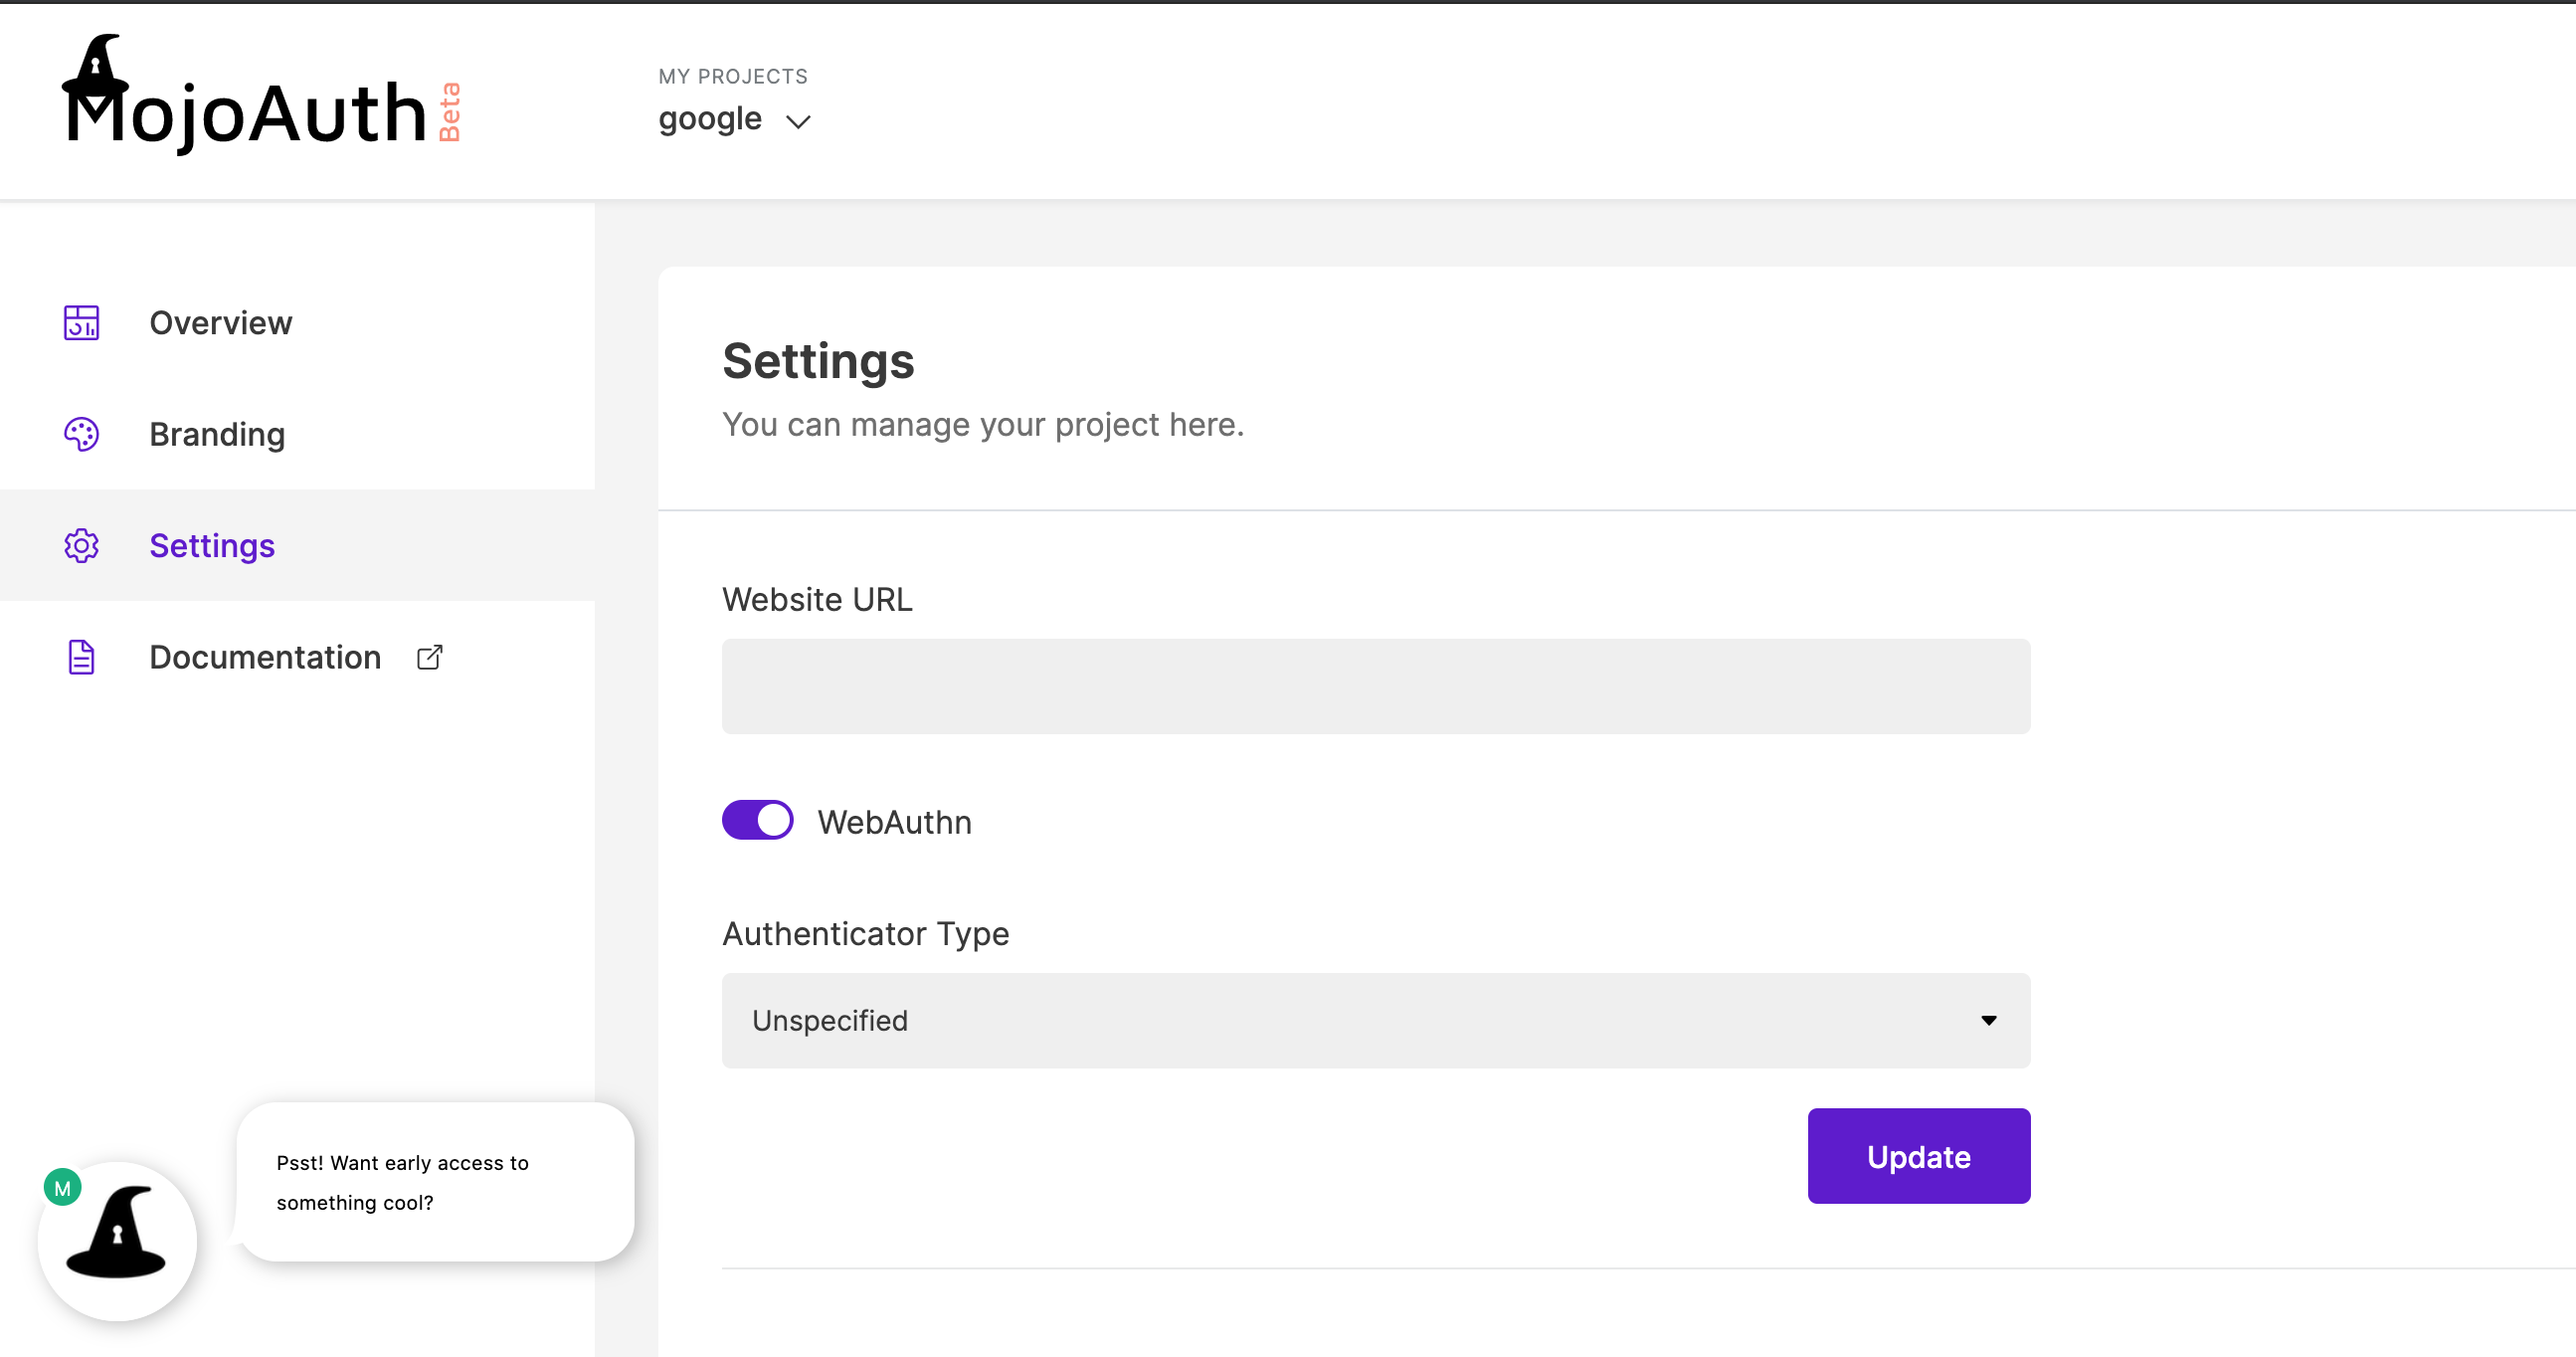 MojoAuth Beta
MY PROJECTS
google
Overview
Branding
Settings
Documentation
Settings
You can manage your project here.
Website URL
WebAuthn
Authenticator Type
Unspecified
Update
M
Psst! Want early access to
something cool?